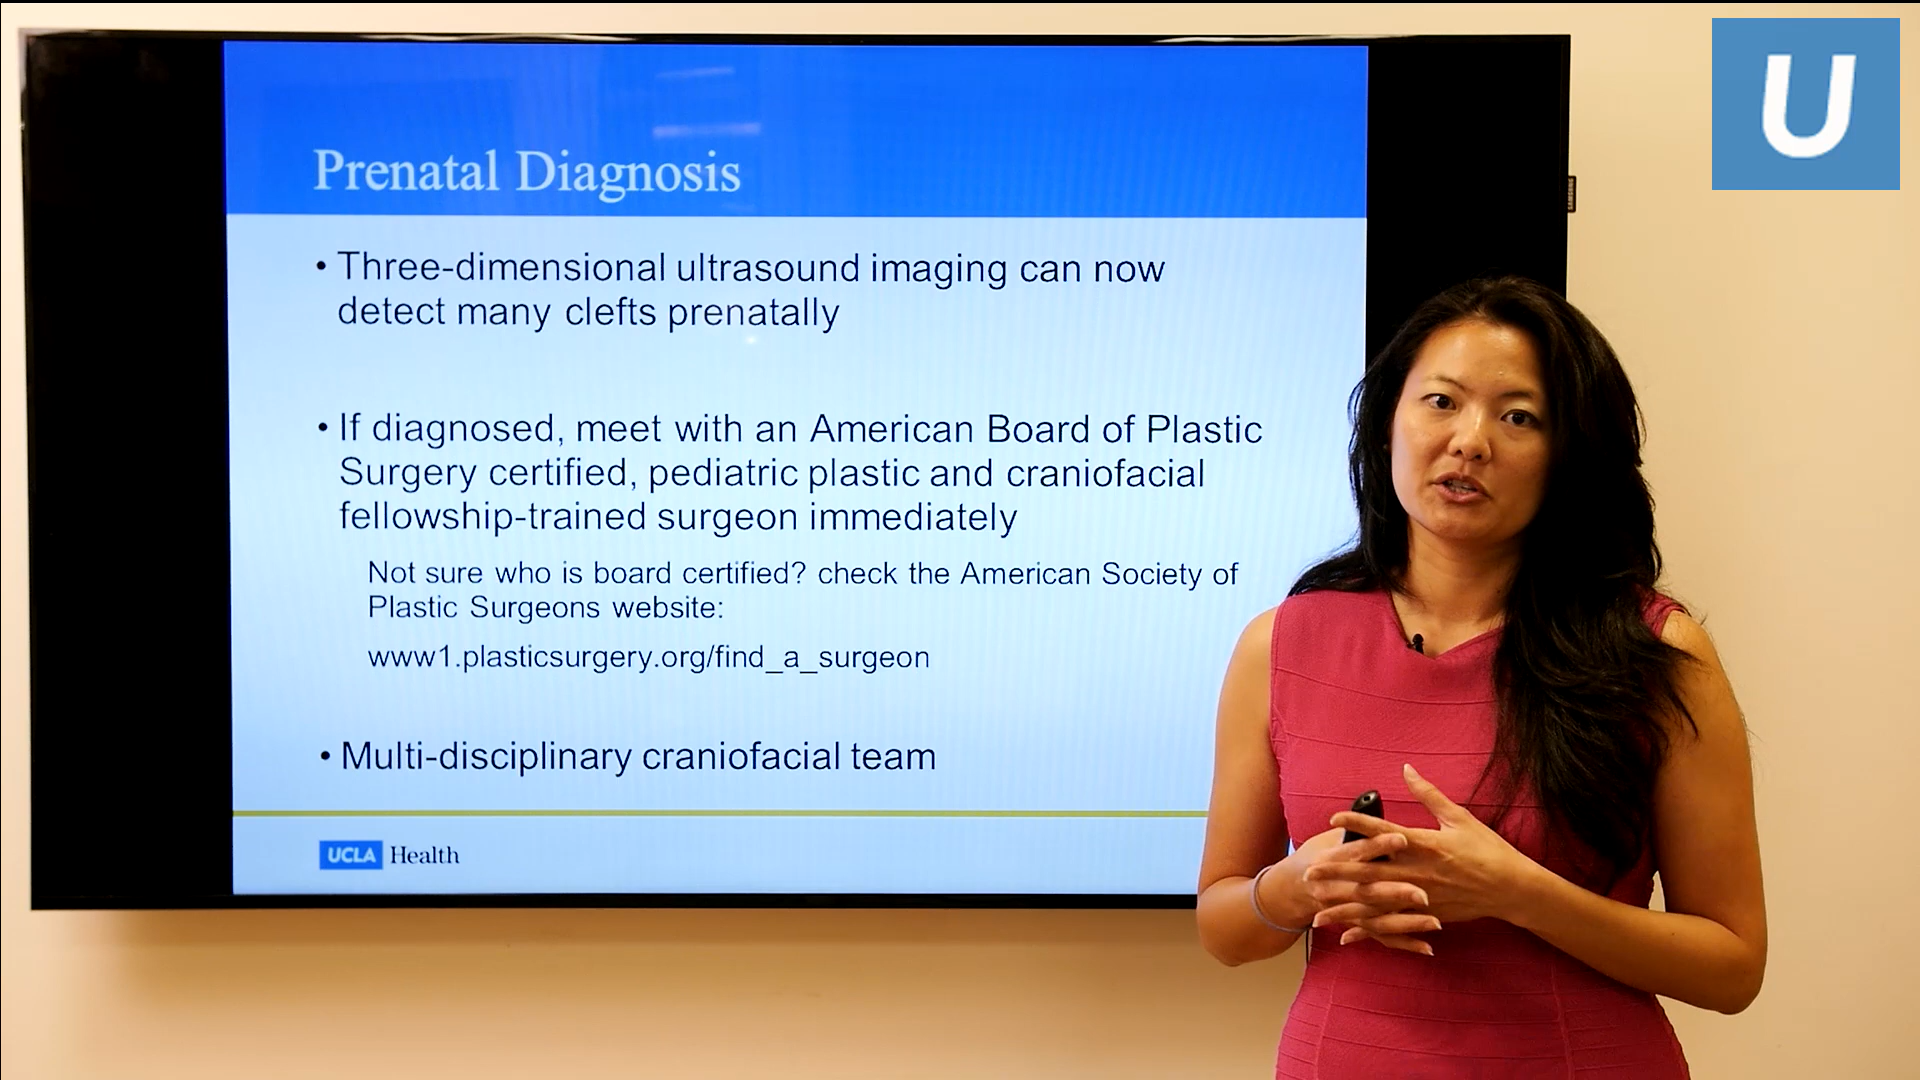 U
Prenatal Diagnosis
• Three-dimensional ultrasound imaging can now
detect many clefts prenatally
• If diagnosed, meet with an American Board of Plastic
Surgery certified, pediatric plastic and craniofacial
fellowship-trained surgeon immediately
Not sure who is board certified? check the American Society of
Plastic Surgeons website:
www1.plasticsurgery.org/find_a_surgeon
• Multi-disciplinary craniofacial team
UCLA Health
SAMSUNG